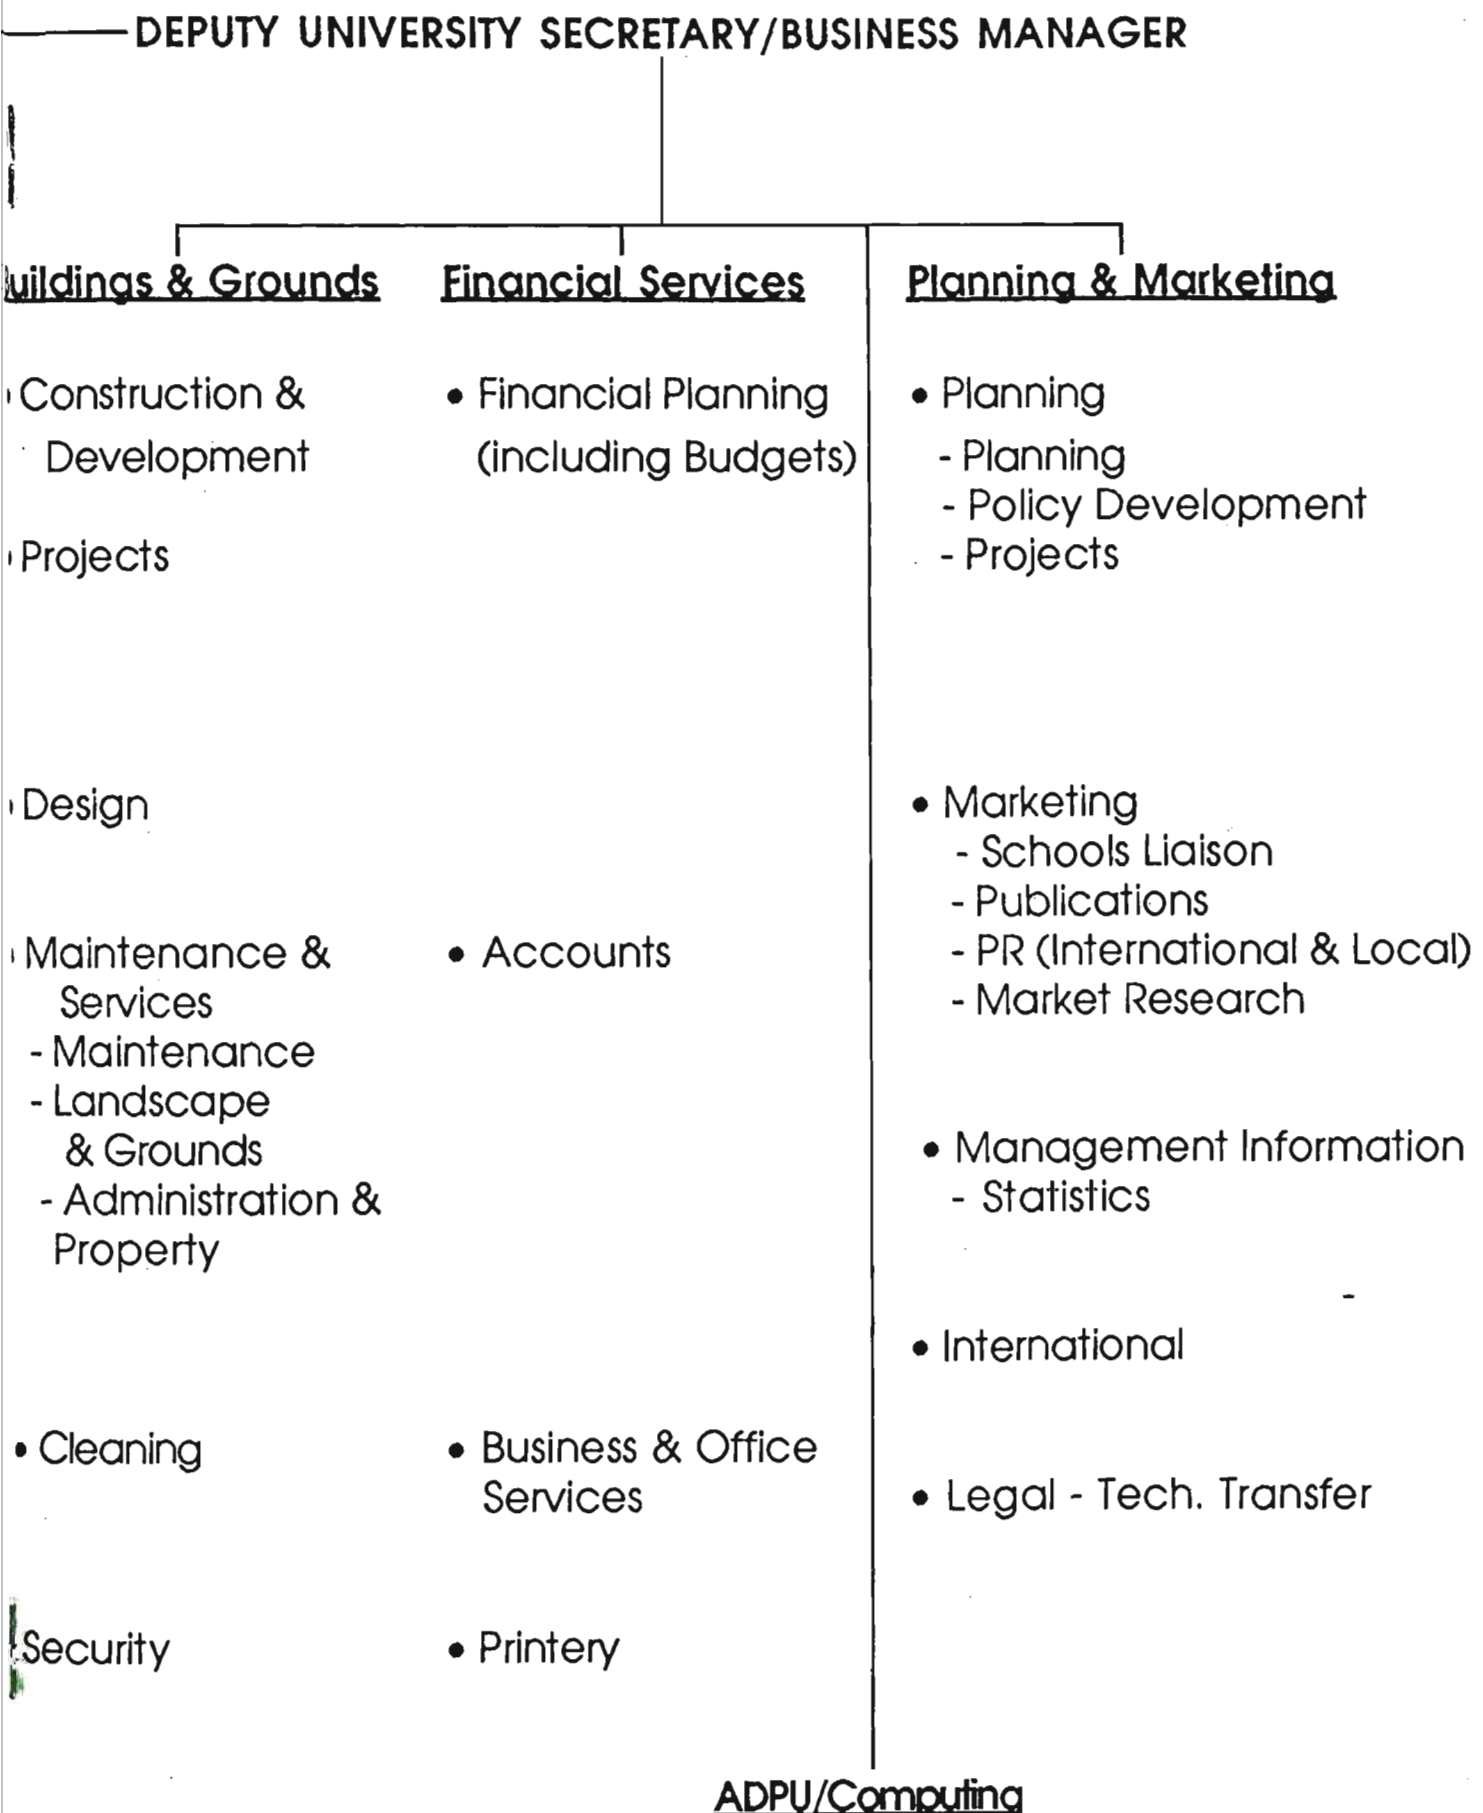 DEPUTY UNIVERSITY SECRETARY/BUSINESS MANAGER
uildings & Grounds
Construction &
Development
Projects
Design
Maintenance &
Services
- Maintenance
- Landscape
& Grounds
- Administration &
Property
• Cleaning
Security
Financial Services
• Financial Planning
(including Budgets)
• Accounts
• Business & Office
Services
• Printery
Planning & Marketing
• Planning
- Planning
- Policy Development
- Projects
• Marketing
- Schools Liaison
- Publications
- PR (International & Local)
- Market Research
• Management Information
- Statistics
• International
• Legal - Tech. Transfer
ADPU/Computing